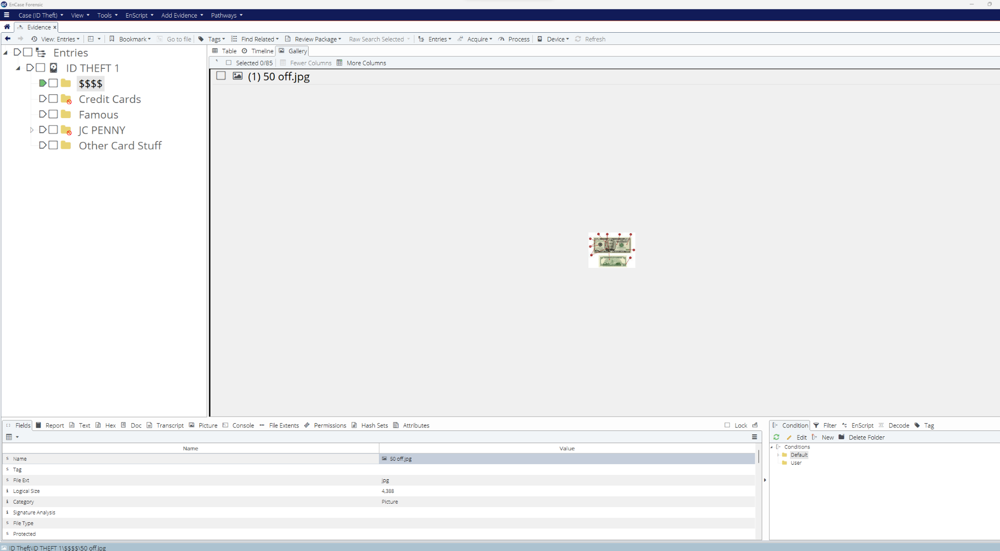 EnCase Forensic
Case (ID Theft) View Tools EnScript Add Evidence Pathways
Evidence
View: Entries Bookmark Go to file Tags Find Related Review Package Raw Search Selected Entries Acquire Process Device Refresh
Entries
ID THEFT 1
$$$$
Credit Cards
Famous
JC PENNY
Other Card Stuff
Table Timeline Gallery
Selected 0/85 Fewer Columns More Columns
(1) 50 off.jpg
Fields Report Text Hex Doc Transcript Picture Console File Extents Permissions Hash Sets Attributes Lock
Name Value
Name 50 off.jpg
Tag
File Ext jpg
Logical Size 4,388
Category Picture
Signature Analysis
File Type
Protected
Condition Filter EnScript Decode Tag
Edit New Delete Folder
Conditions
Default
User
ID Theft\ID THEFT 1\$$$$\50 off.jpg